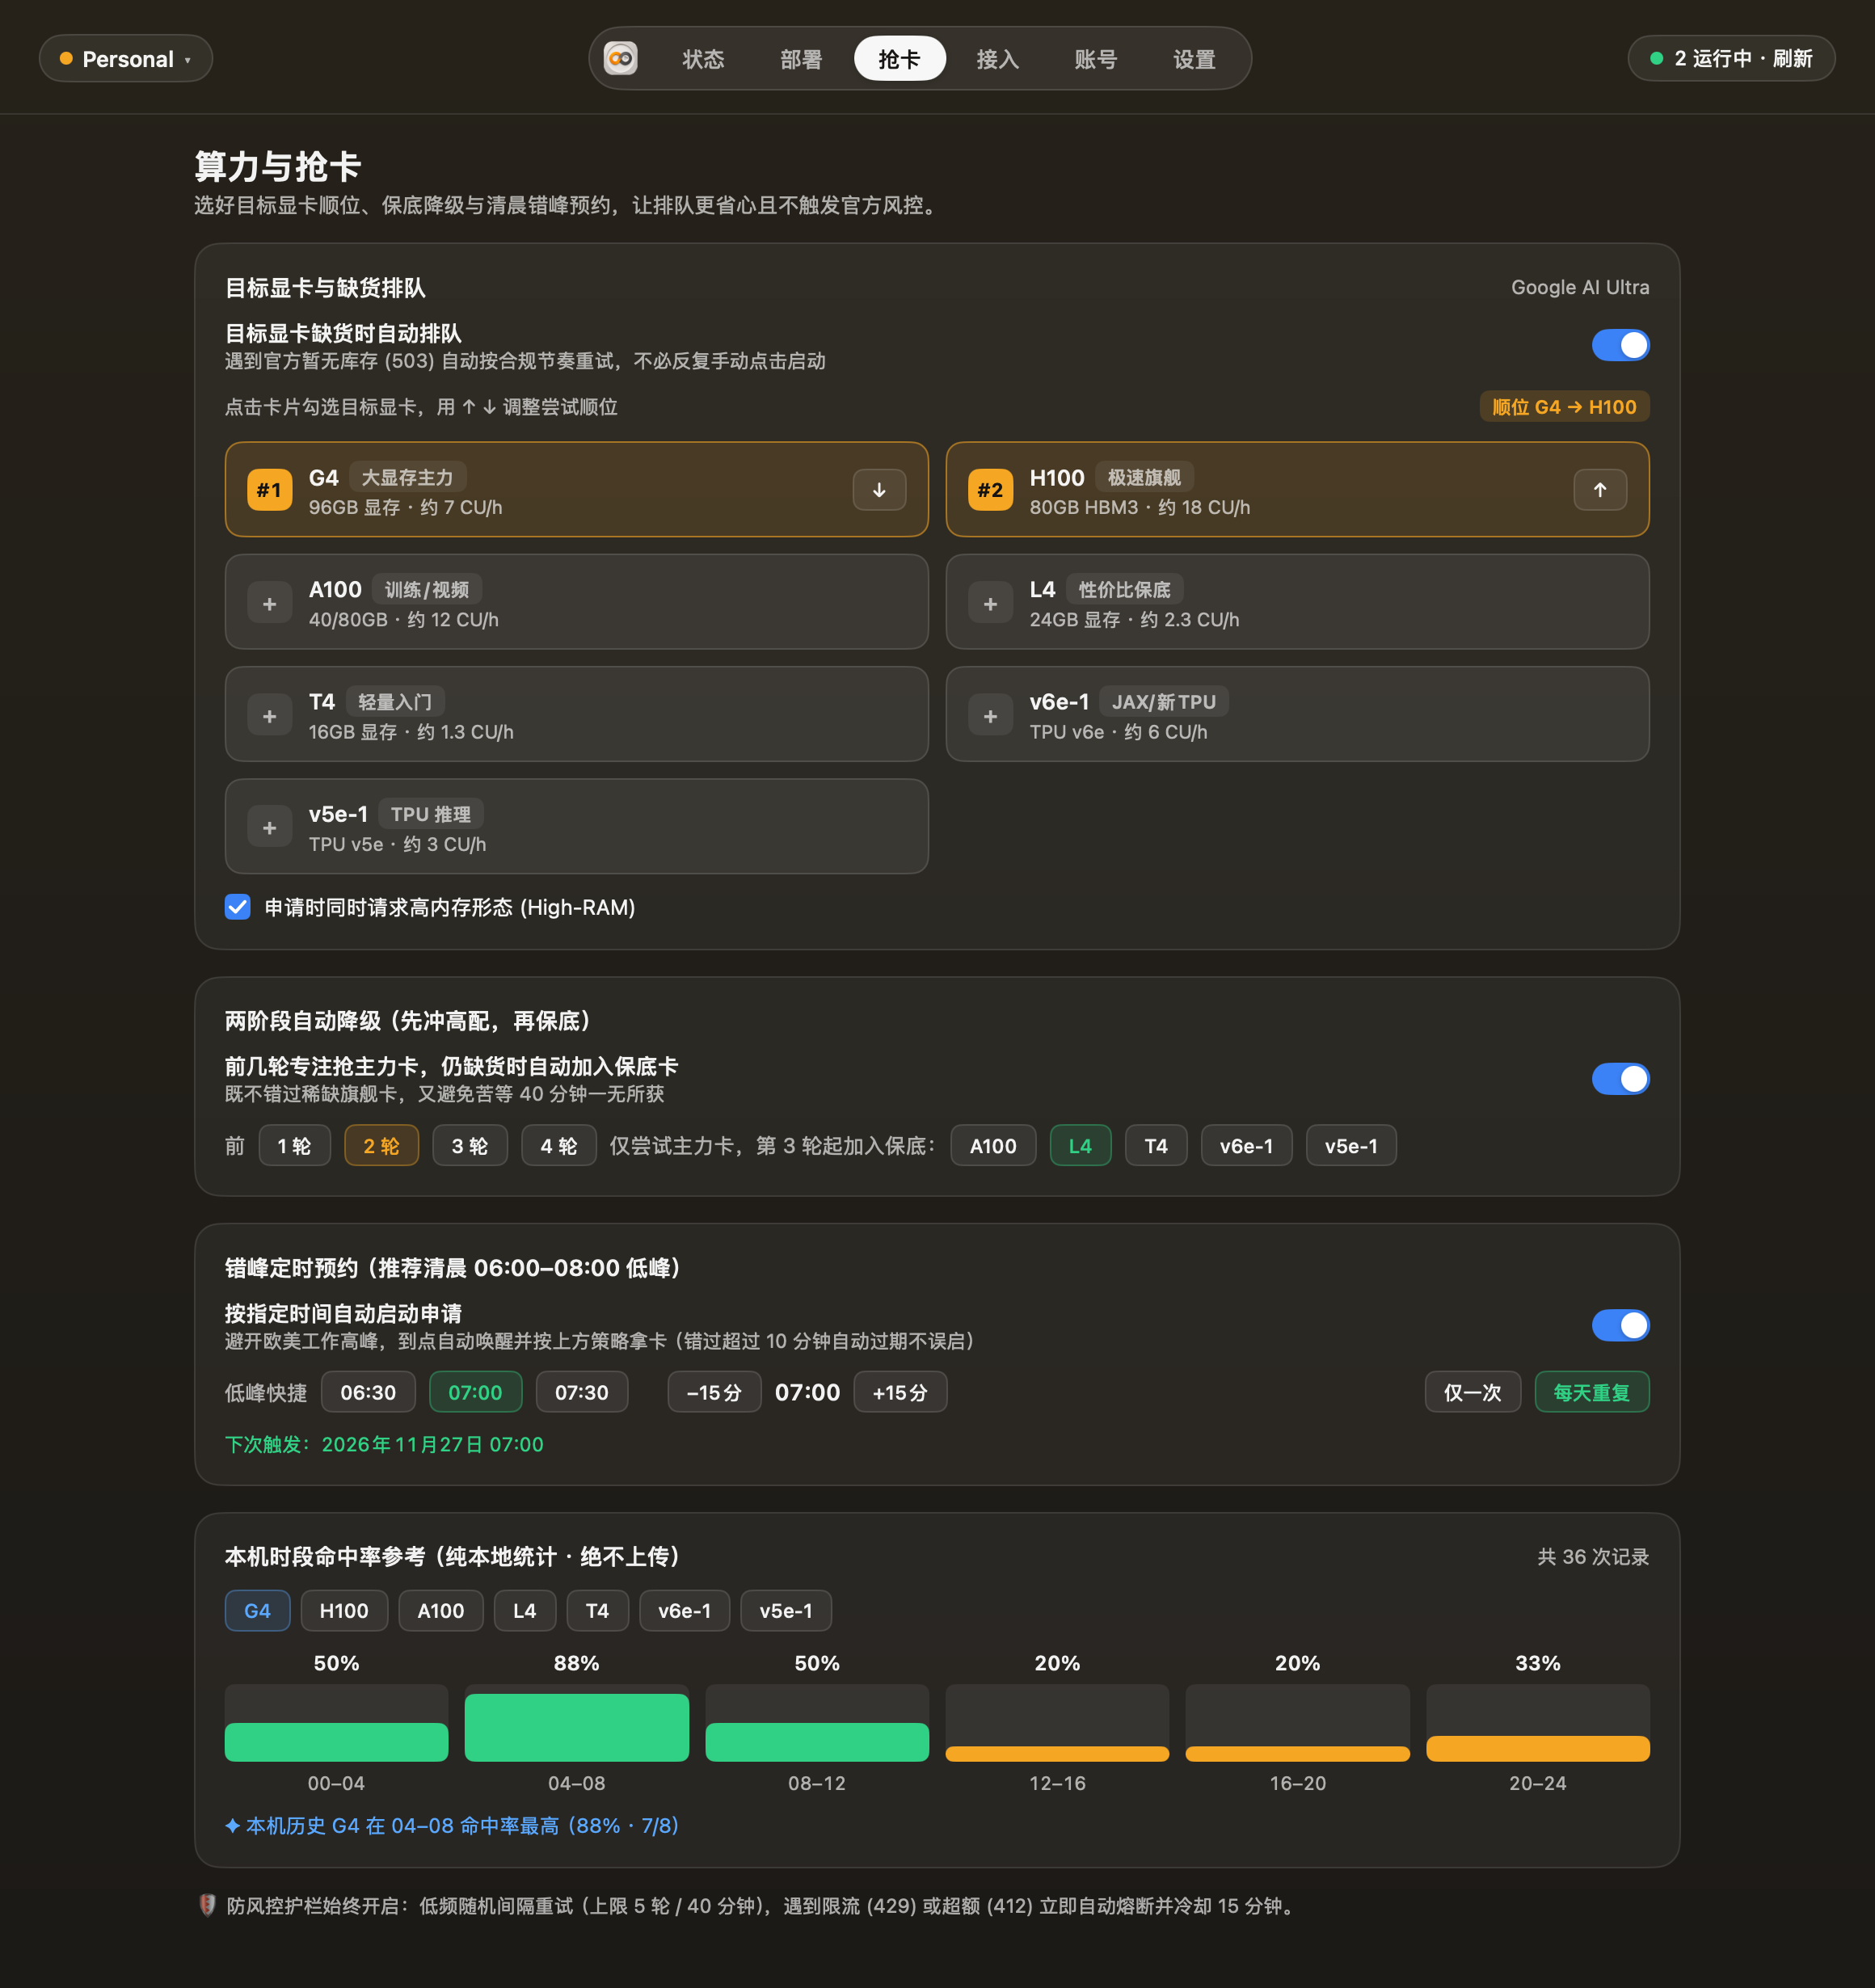 Personal ▾
状态
部署
抢卡
接入
账号
设置
2 运行中 · 刷新
算力与抢卡
选好目标显卡顺位、保底降级与清晨错峰预约，让排队更省心且不触发官方风控。
目标显卡与缺货排队
Google AI Ultra
目标显卡缺货时自动排队
遇到官方暂无库存 (503) 自动按合规节奏重试，不必反复手动点击启动
点击卡片勾选目标显卡，用 ↑ ↓ 调整尝试顺位
顺位 G4 → H100
#1
G4 大显存主力
96GB 显存 · 约 7 CU/h
↓
#2
H100 极速旗舰
80GB HBM3 · 约 18 CU/h
↑
+
A100 训练/视频
40/80GB · 约 12 CU/h
+
L4 性价比保底
24GB 显存 · 约 2.3 CU/h
+
T4 轻量入门
16GB 显存 · 约 1.3 CU/h
+
v6e-1 JAX/新TPU
TPU v6e · 约 6 CU/h
+
v5e-1 TPU 推理
TPU v5e · 约 3 CU/h
申请时同时请求高内存形态 (High-RAM)
两阶段自动降级（先冲高配，再保底）
前几轮专注抢主力卡，仍缺货时自动加入保底卡
既不错过稀缺旗舰卡，又避免苦等 40 分钟一无所获
前 1 轮 2 轮 3 轮 4 轮 仅尝试主力卡，第 3 轮起加入保底： A100 L4 T4 v6e-1 v5e-1
错峰定时预约（推荐清晨 06:00–08:00 低峰）
按指定时间自动启动申请
避开欧美工作高峰，到点自动唤醒并按上方策略拿卡（错过超过 10 分钟自动过期不误启）
低峰快捷 06:30 07:00 07:30 −15分 07:00 +15分 仅一次 每天重复
下次触发：2026年11月27日 07:00
本机时段命中率参考（纯本地统计 · 绝不上传）
共 36 次记录
G4 H100 A100 L4 T4 v6e-1 v5e-1
50% 88% 50% 20% 20% 33%
00–04 04–08 08–12 12–16 16–20 20–24
✦ 本机历史 G4 在 04–08 命中率最高（88% · 7/8）
防风控护栏始终开启：低频随机间隔重试（上限 5 轮 / 40 分钟），遇到限流 (429) 或超额 (412) 立即自动熔断并冷却 15 分钟。